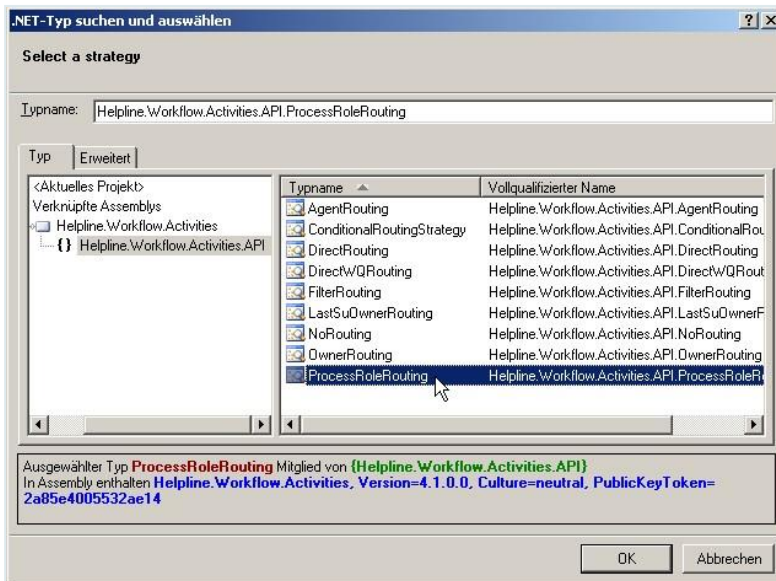 .NET-Typ suchen und auswählen
Select a strategy
Typname: Helpline.Workflow.Activities.API.ProcessRoleRouting
Typ Erweitert
<Aktuelles Projekt>
Verknüpfte Assemblys
Helpline.Workflow.Activities
{} Helpline.Workflow.Activities.API
Typname Vollqualifizierter Name
AgentRouting Helpline.Workflow.Activities.API.AgentRouting
ConditionalRoutingStrategy Helpline.Workflow.Activities.API.ConditionalRou
DirectRouting Helpline.Workflow.Activities.API.DirectRouting
DirectWQRouting Helpline.Workflow.Activities.API.DirectWQRout
FilterRouting Helpline.Workflow.Activities.API.FilterRouting
LastSuOwnerRouting Helpline.Workflow.Activities.API.LastSuOwnerF
NoRouting Helpline.Workflow.Activities.API.NoRouting
OwnerRouting Helpline.Workflow.Activities.API.OwnerRouting
ProcessRoleRouting Helpline.Workflow.Activities.API.ProcessRoleR
Ausgewählter Typ ProcessRoleRouting Mitglied von {Helpline.Workflow.Activities.API}
In Assembly enthalten Helpline.Workflow.Activities, Version=4.1.0.0, Culture=neutral, PublicKeyToken=
2a85e4005532ae14
OK Abbrechen